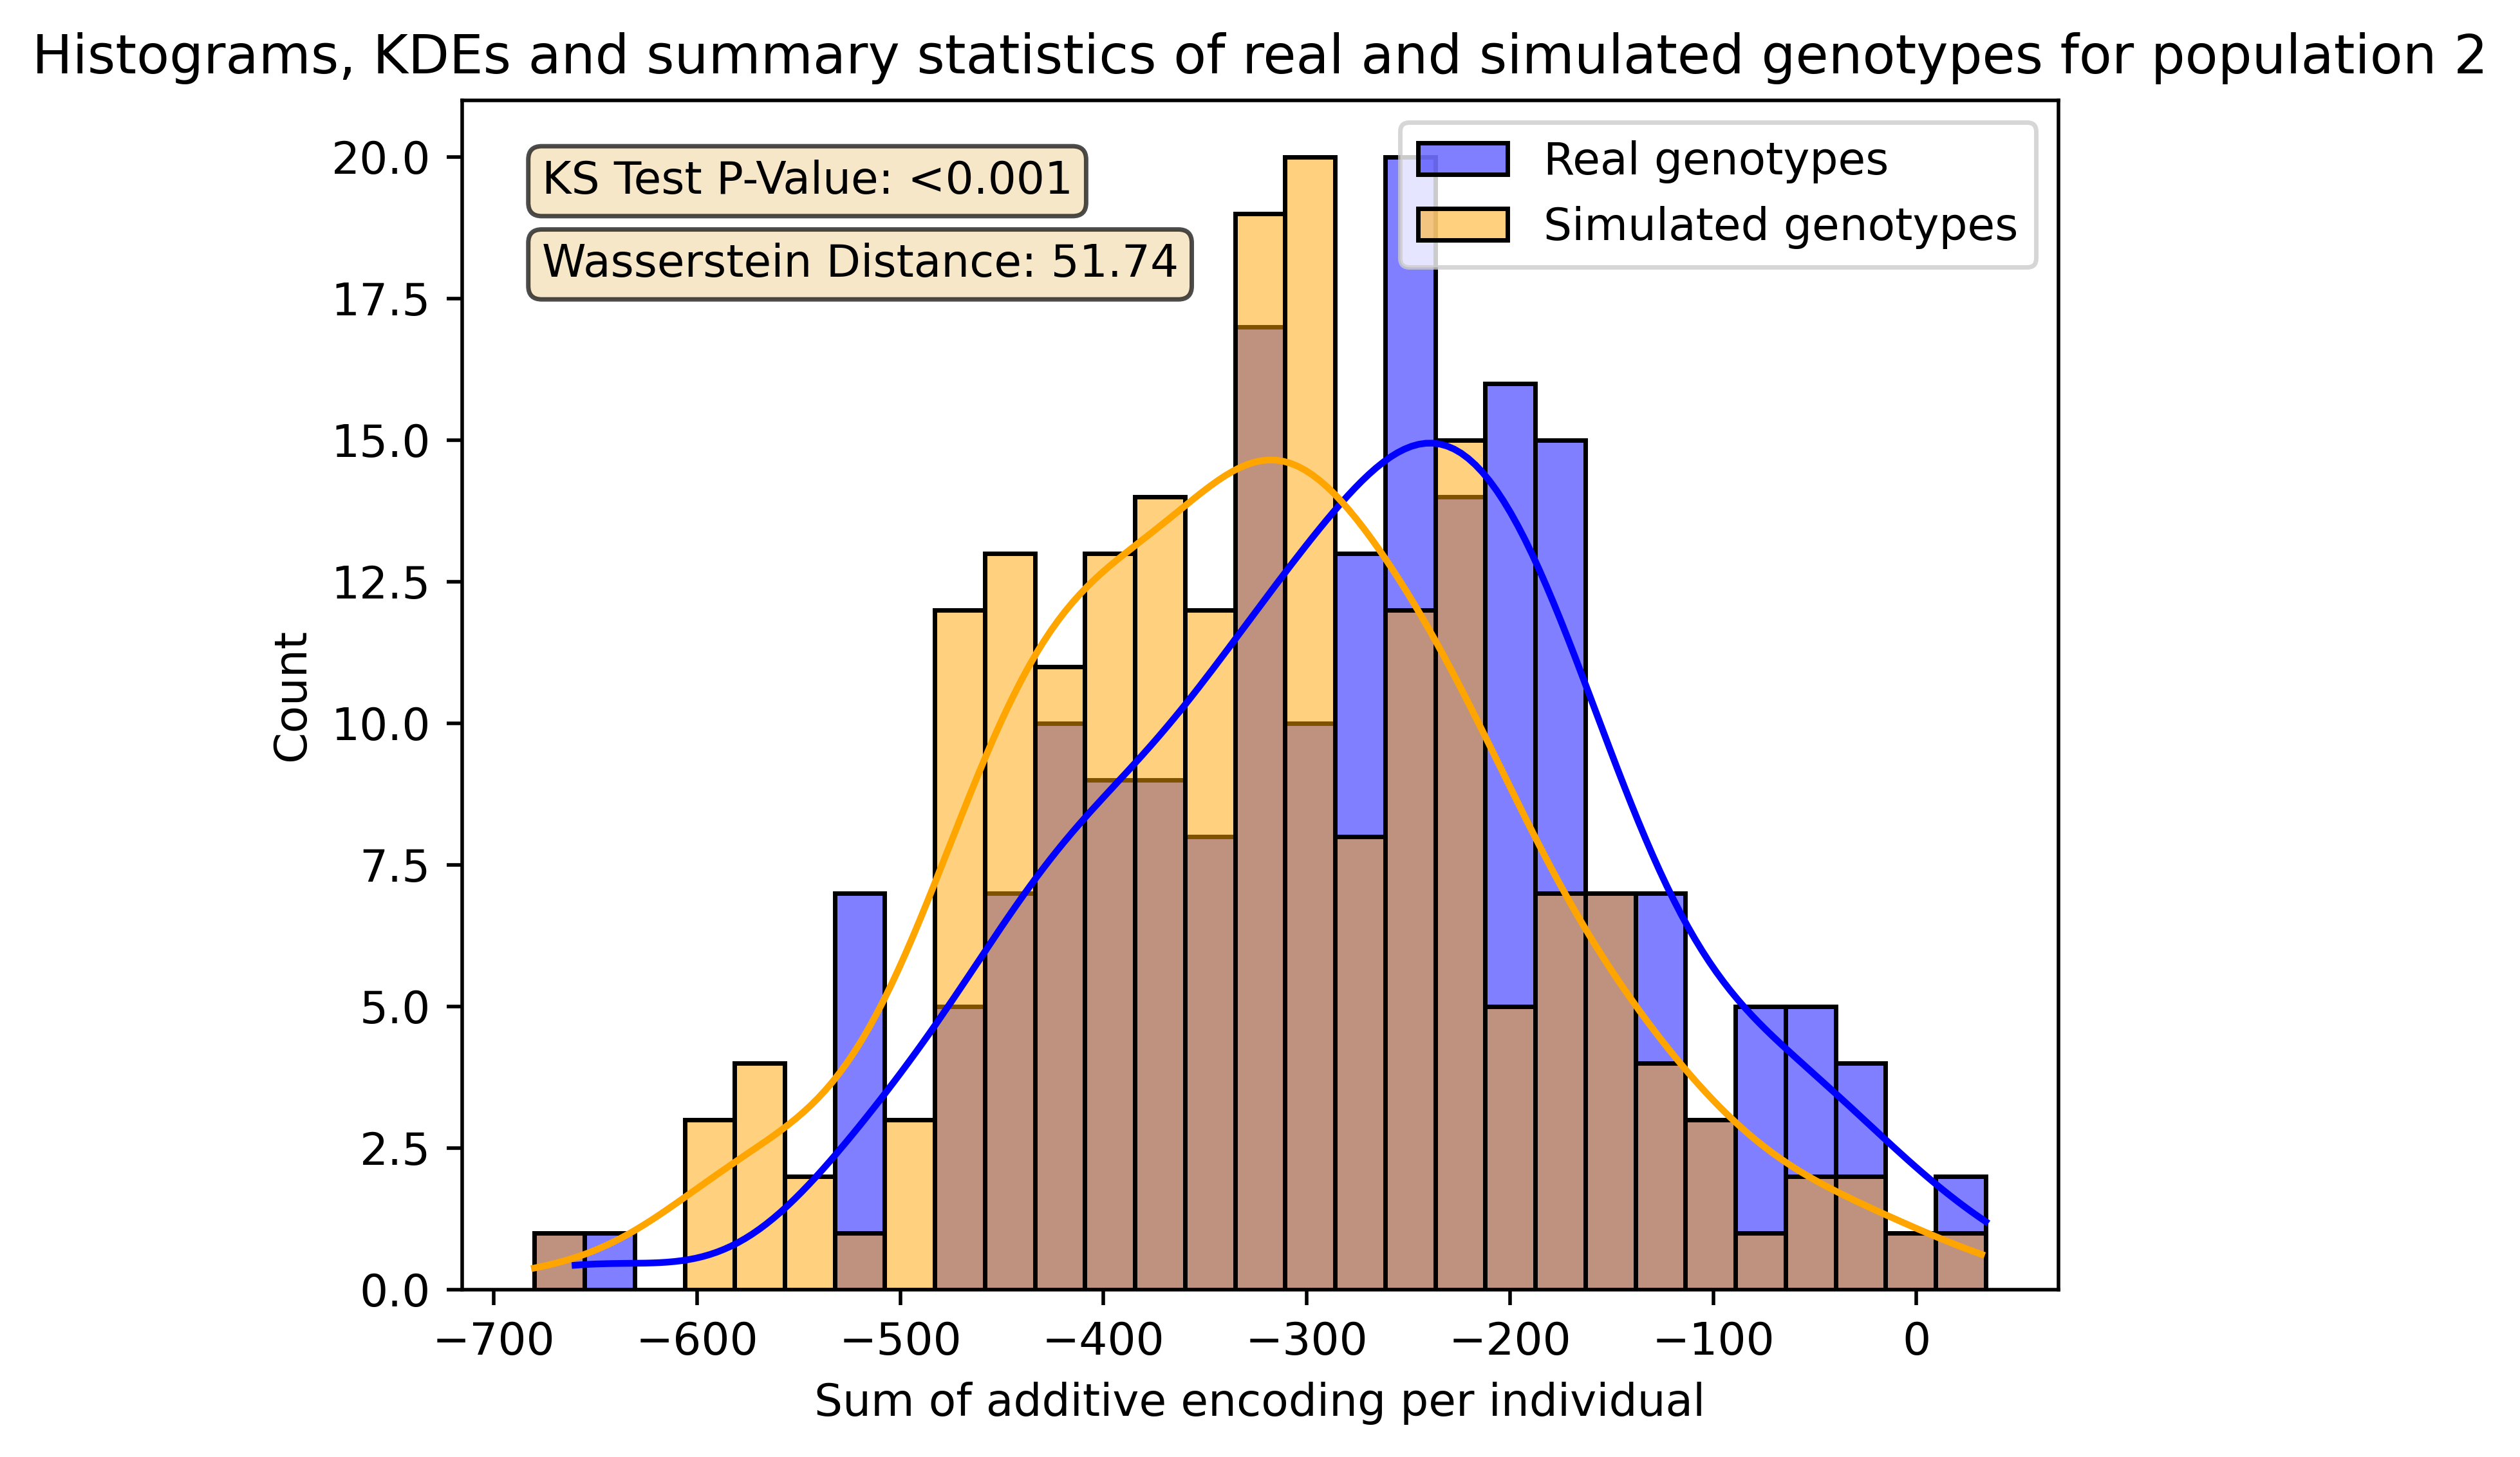 Histograms, KDEs and summary statistics of real and simulated genotypes for population 2
KS Test P-Value: <0.001
Wasserstein Distance: 51.74
Real genotypes
Simulated genotypes
20.0
17.5
15.0
12.5
10.0
7.5
5.0
2.5
0.0
Count
−700 −600 −500 −400 −300 −200 −100 0
Sum of additive encoding per individual